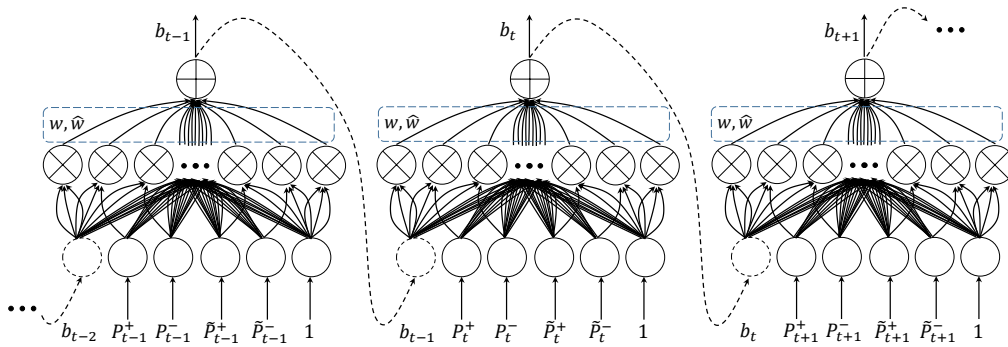 b_{t-1} b_t b_{t+1} •••
w, ŵ w, ŵ w, ŵ
••• ••• •••
•••
b_{t-2} P^+_{t-1} P^-_{t-1} P̃^+_{t-1} P̃^-_{t-1} 1 b_{t-1} P^+_t P^-_t P̃^+_t P̃^-_t 1 b_t P^+_{t+1} P^-_{t+1} P̃^+_{t+1} P̃^-_{t+1} 1